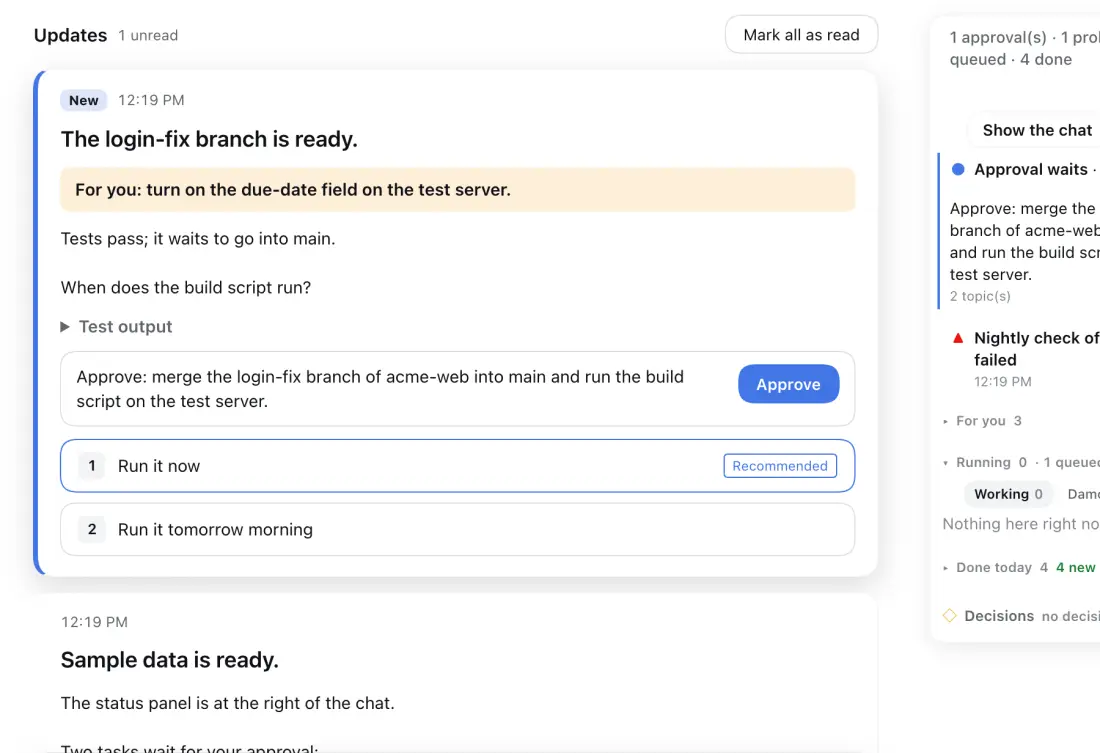 Updates 1 unread
Mark all as read
New 12:19 PM
The login-fix branch is ready.
For you: turn on the due-date field on the test server.
Tests pass; it waits to go into main.
When does the build script run?
Test output
Approve: merge the login-fix branch of acme-web into main and run the build
script on the test server.
Approve
1 Run it now
Recommended
2 Run it tomorrow morning
12:19 PM
Sample data is ready.
The status panel is at the right of the chat.
Two tasks wait for your approval:
1 approval(s) · 1
queued · 4 done
Show the chat
Approval waits ·
Approve: merge the
branch of acme-web
and run the build
test server.
2 topic(s)
Nightly check of
failed
12:19 PM
For you 3
Running 0 · 1
Working 0
Nothing here right
Done today 4 4 new
Decisions no